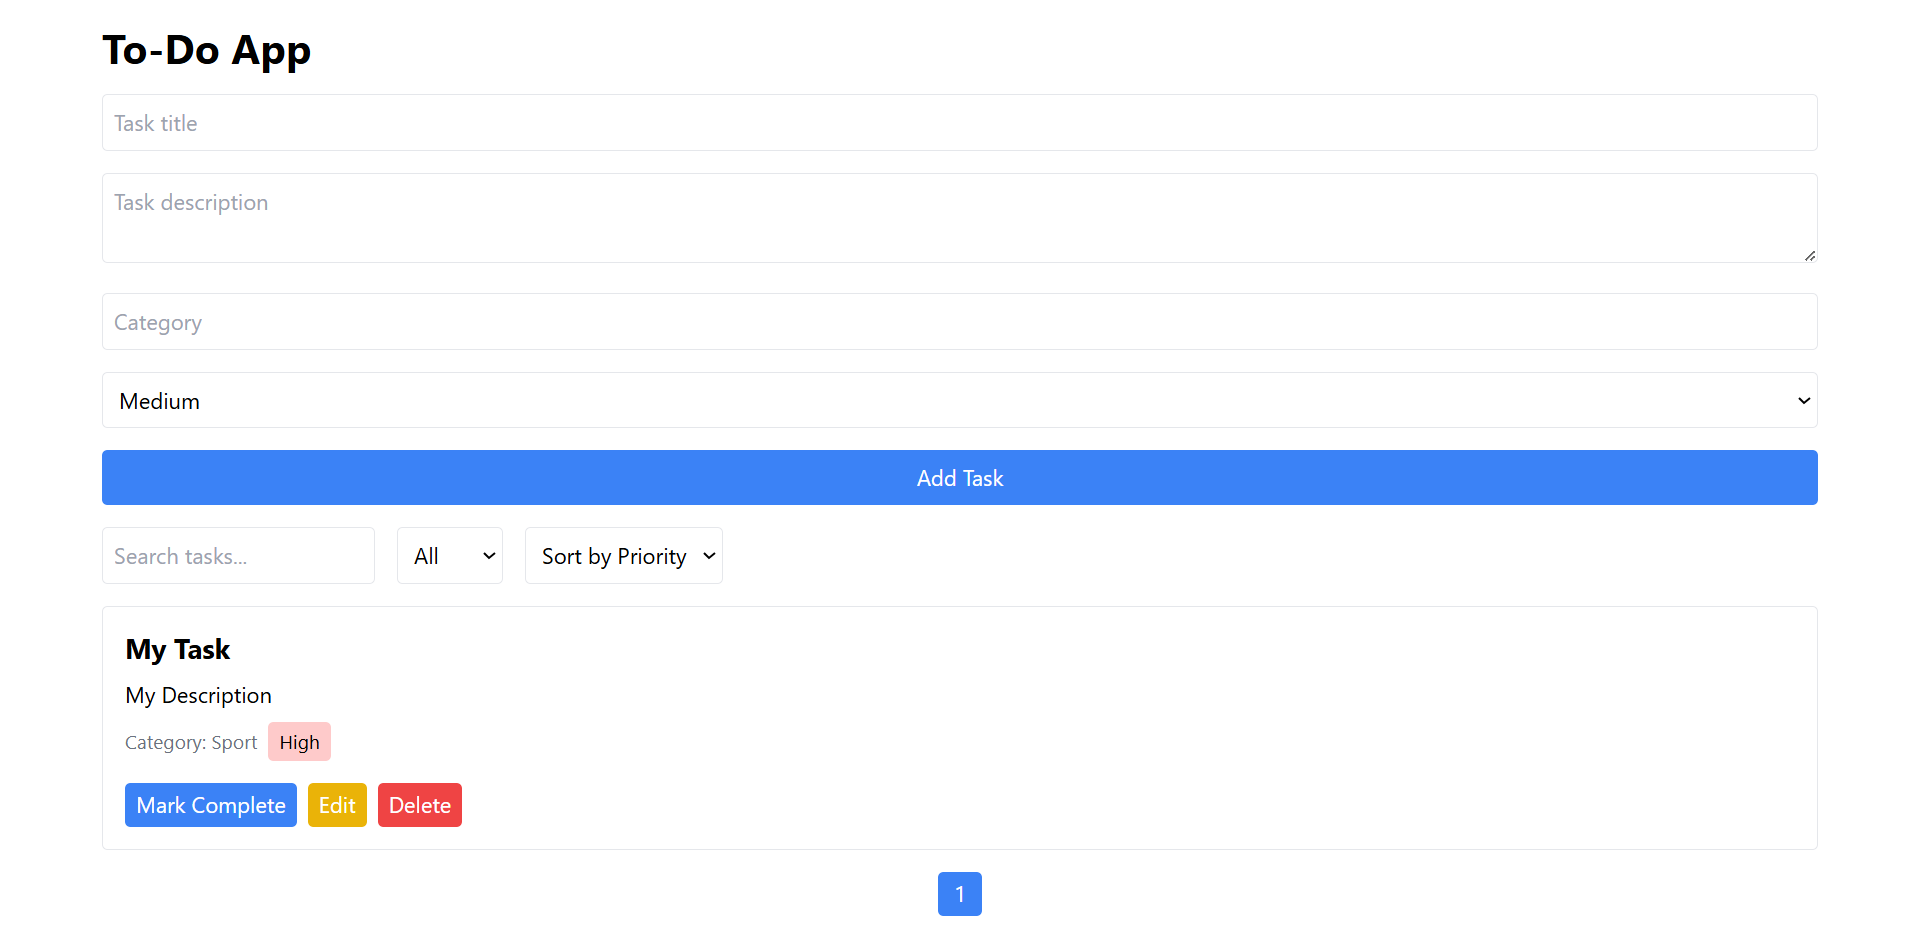 To-Do App
Task title
Task description
Category
Medium
Add Task
Search tasks... All Sort by Priority
My Task
My Description
Category: Sport High
Mark Complete Edit Delete
1